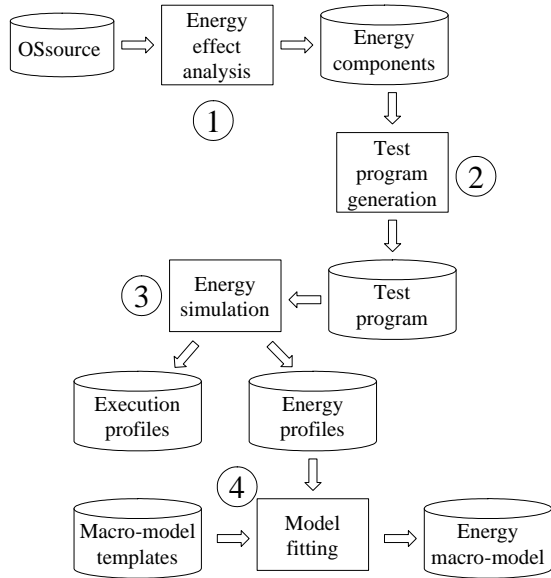 OSsource
Energy
effect
analysis
Energy
components
1
Test
program
generation
2
3
Energy
simulation
Test
program
Execution
profiles
Energy
profiles
4
Macro-model
templates
Model
fitting
Energy
macro-model